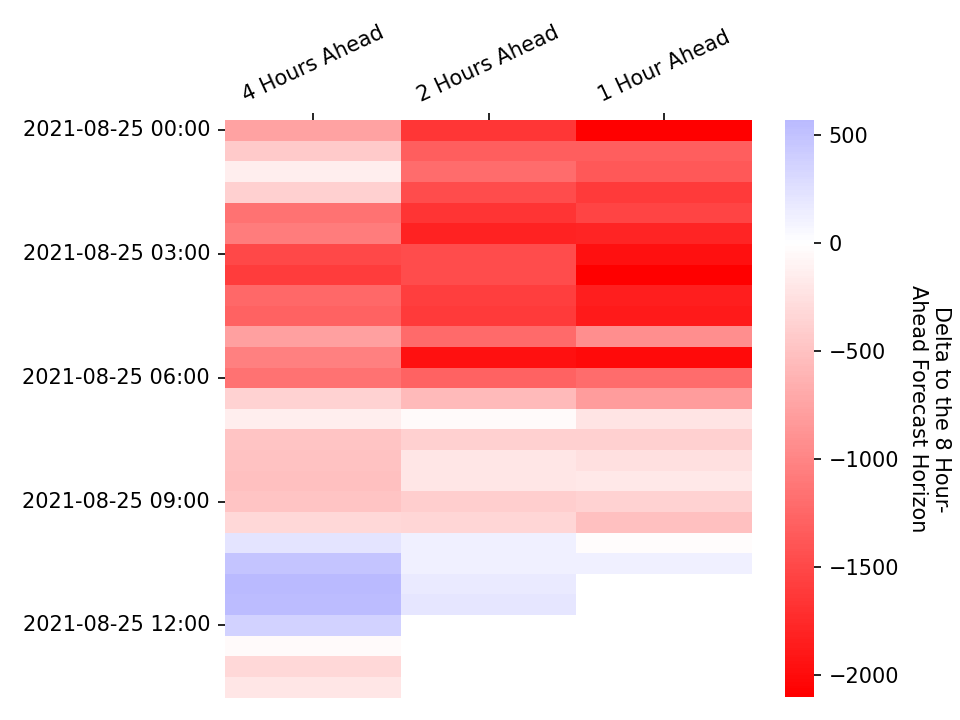 4 Hours Ahead
2 Hours Ahead
1 Hour Ahead
2021-08-25 00:00
2021-08-25 03:00
2021-08-25 06:00
2021-08-25 09:00
2021-08-25 12:00
500
0
−500
−1000
−1500
−2000
Delta to the 8 Hour-
Ahead Forecast Horizon